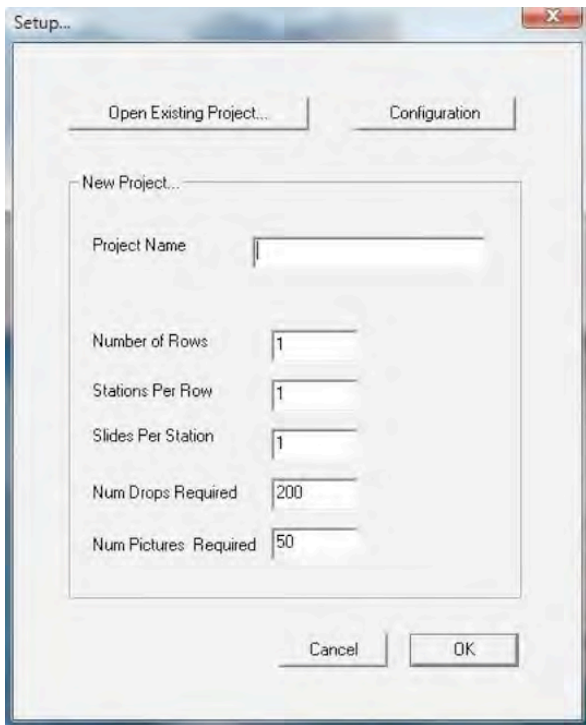 Setup...
Open Existing Project... Configuration
New Project...
Project Name
Number of Rows 1
Stations Per Row 1
Slides Per Station 1
Num Drops Required 200
Num Pictures Required 50
Cancel OK